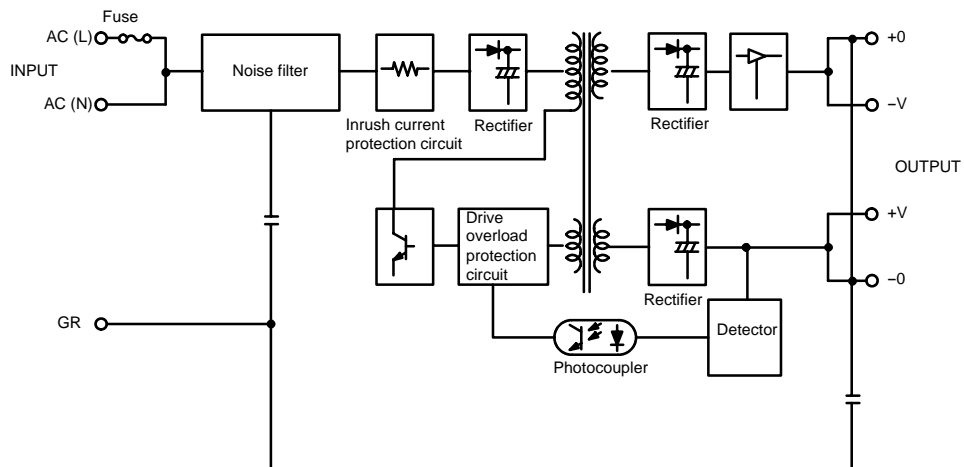 Fuse
AC (L)
INPUT
AC (N)
Noise filter
Inrush current
protection circuit
Rectifier
Rectifier
+0
−V
OUTPUT
+V
−0
Drive
overload
protection
circuit
Rectifier
GR
Detector
Photocoupler